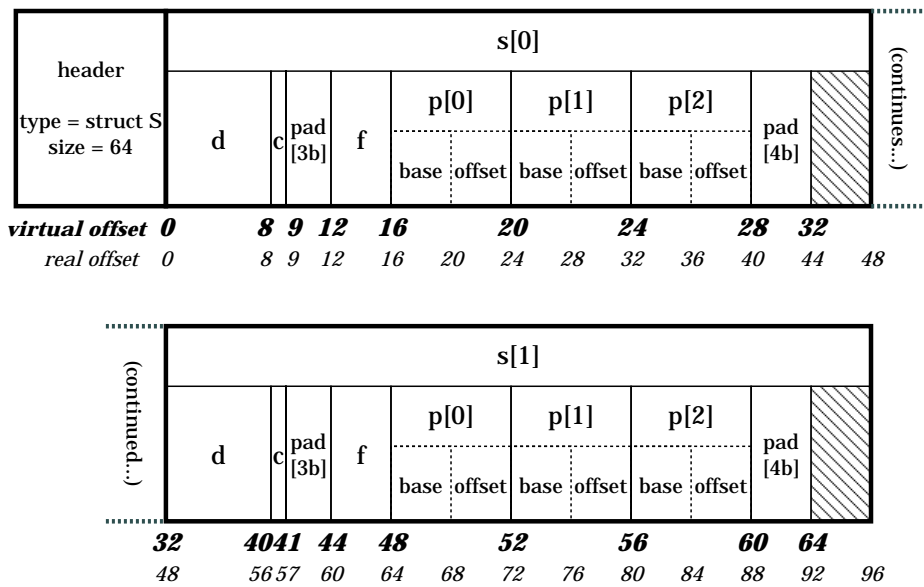 s[0]
header
type = struct S
size = 64
p[0] p[1] p[2]
d c pad [3b] f pad [4b]
base offset base offset base offset
(continues...)
virtual offset 0 8 9 12 16 20 24 28 32
real offset 0 8 9 12 16 20 24 28 32 36 40 44 48
(continued...)
s[1]
p[0] p[1] p[2]
d c pad [3b] f pad [4b]
base offset base offset base offset
32 40 41 44 48 52 56 60 64
48 56 57 60 64 68 72 76 80 84 88 92 96